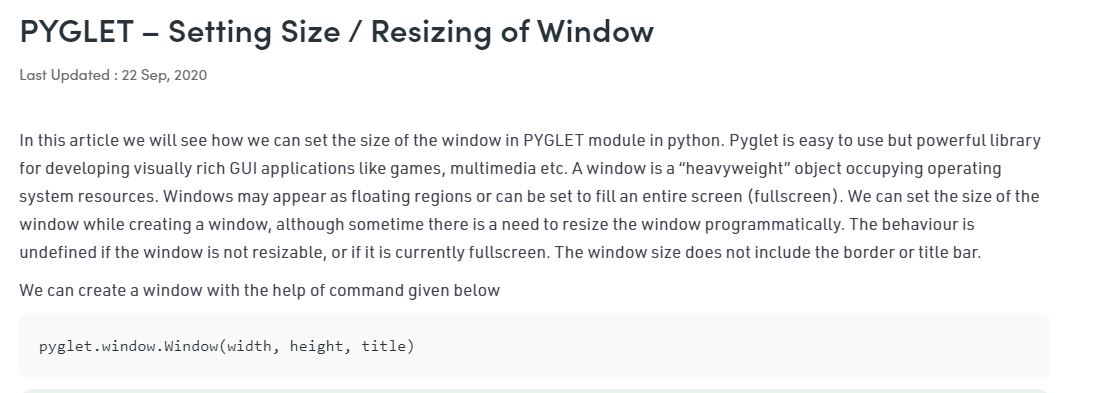 PYGLET – Setting Size / Resizing of Window
Last Updated : 22 Sep, 2020
In this article we will see how we can set the size of the window in PYGLET module in python. Pyglet is easy to use but powerful library
for developing visually rich GUI applications like games, multimedia etc. A window is a “heavyweight” object occupying operating
system resources. Windows may appear as floating regions or can be set to fill an entire screen (fullscreen). We can set the size of the
window while creating a window, although sometime there is a need to resize the window programmatically. The behaviour is
undefined if the window is not resizable, or if it is currently fullscreen. The window size does not include the border or title bar.
We can create a window with the help of command given below
pyglet.window.Window(width, height, title)